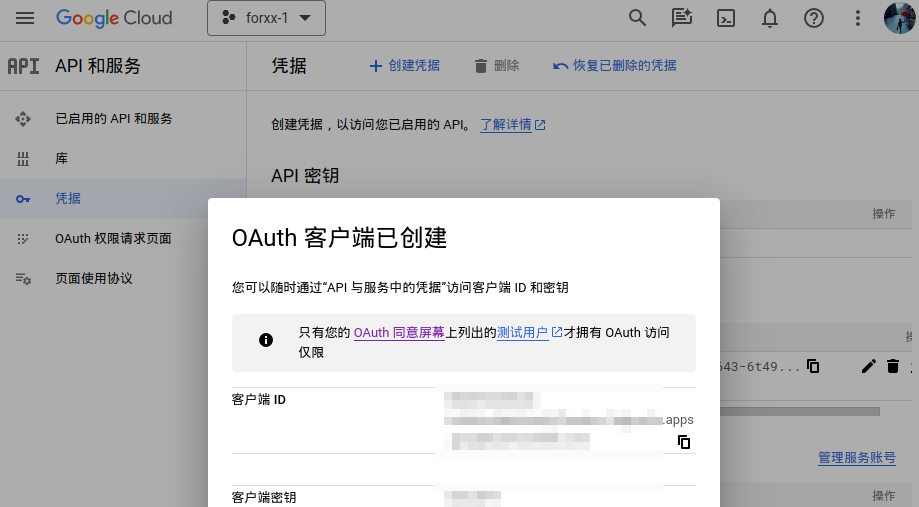 Google Cloud
forxx-1
API
API 和服务
凭据
创建凭据
删除
恢复已删除的凭据
已启用的 API 和服务
库
凭据
OAuth 权限请求页面
页面使用协议
创建凭据，以访问您已启用的 API。 了解详情
API 密钥
操作
OAuth 客户端已创建
您可以随时通过“API 与服务中的凭据”访问客户端 ID 和密钥
只有您的 OAuth 同意屏幕上列出的测试用户才拥有 OAuth 访问
仅限
客户端 ID
.apps
客户端密钥
643-6t49...
管理服务账号
操作